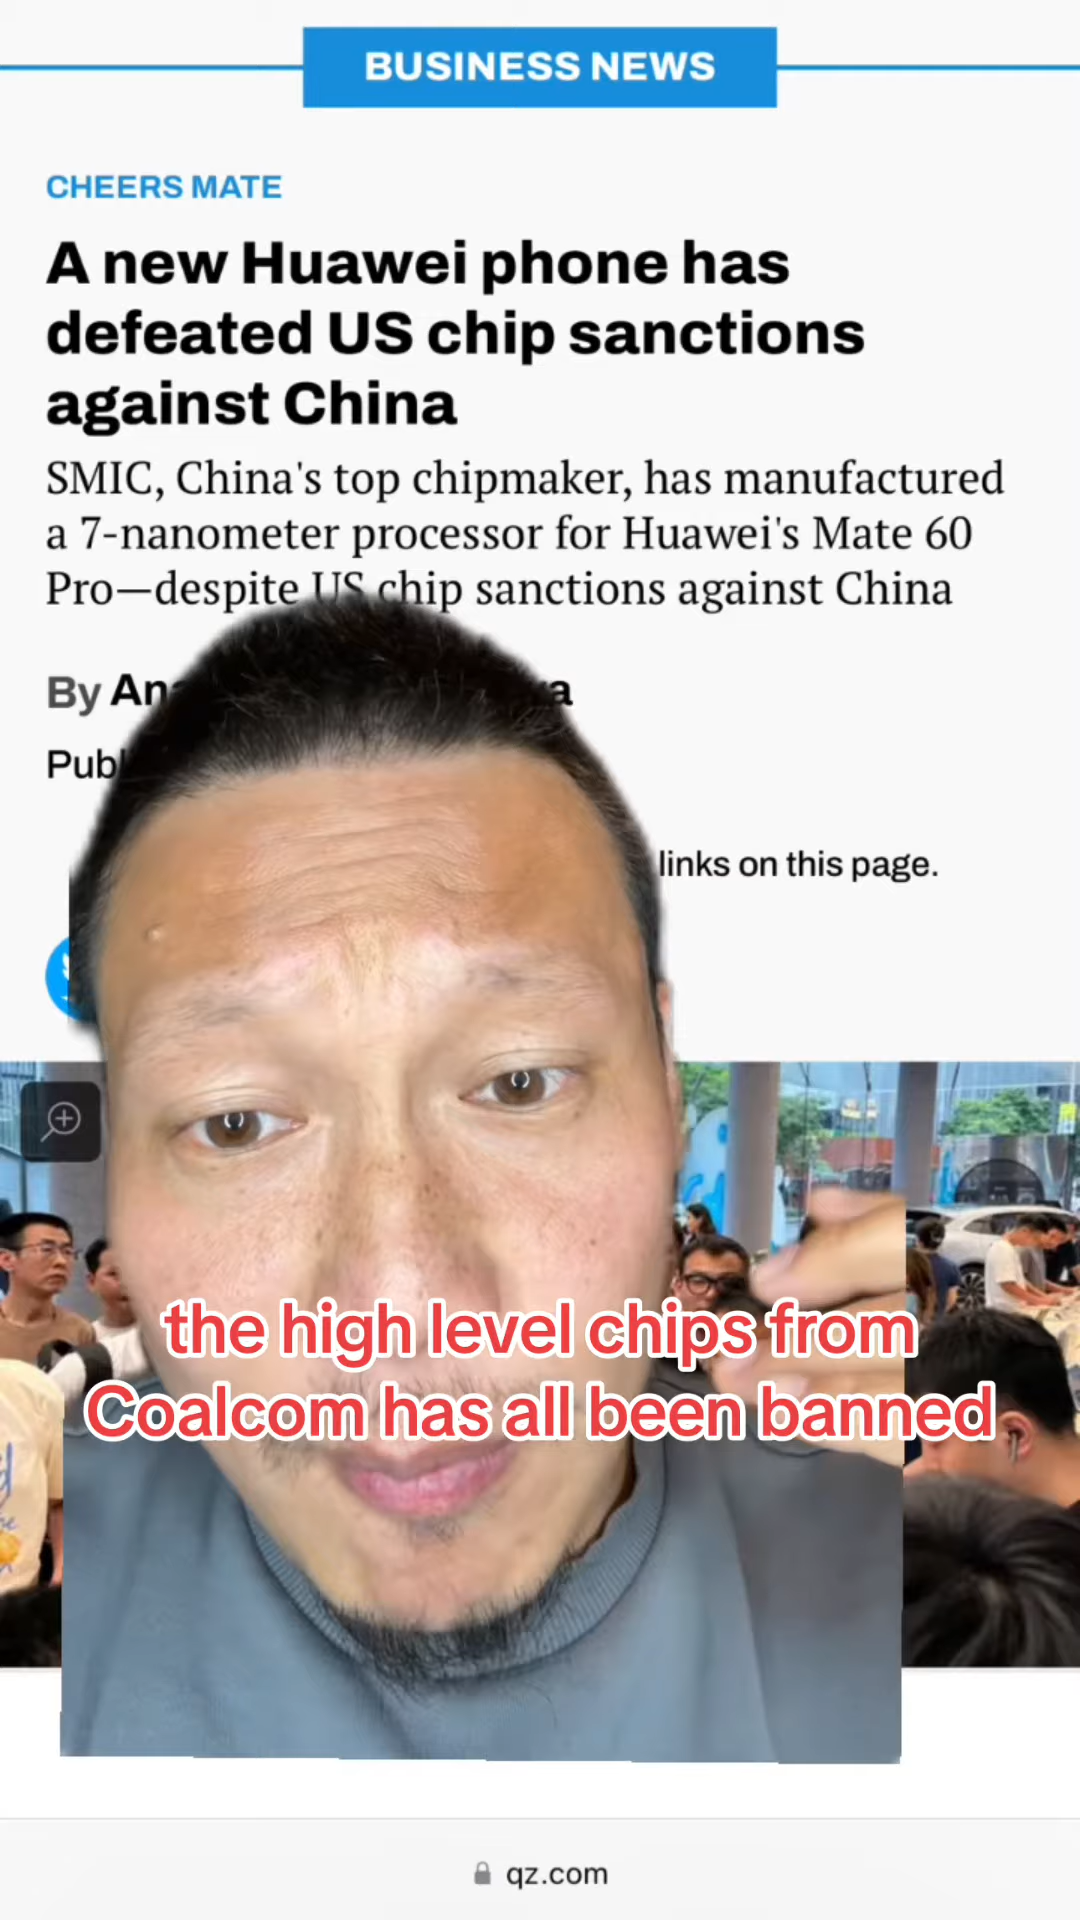 BUSINESS NEWS
CHEERS MATE
A new Huawei phone has
defeated US chip sanctions
against China
SMIC, China's top chipmaker, has manufactured
a 7-nanometer processor for Huawei's Mate 60
Pro—despite US chip sanctions against China
By
links on this page.
the high level chips from
Coalcom has all been banned
qz.com